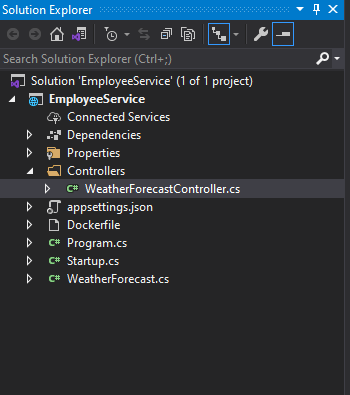 Solution Explorer
Search Solution Explorer (Ctrl+;)
Solution 'EmployeeService' (1 of 1 project)
EmployeeService
Connected Services
Dependencies
Properties
Controllers
C# WeatherForecastController.cs
appsettings.json
Dockerfile
C# Program.cs
C# Startup.cs
C# WeatherForecast.cs